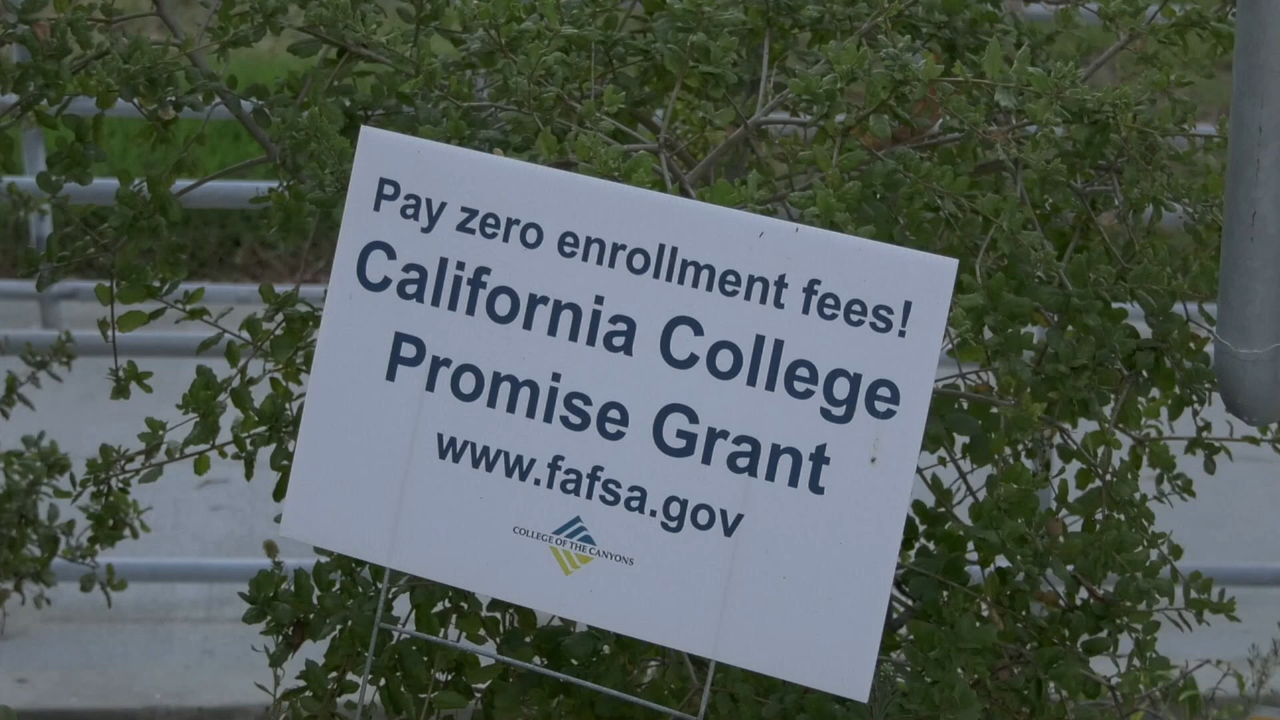 Pay zero enrollment fees!
California College
Promise Grant
www.fafsa.gov
COLLEGE OF THE CANYONS